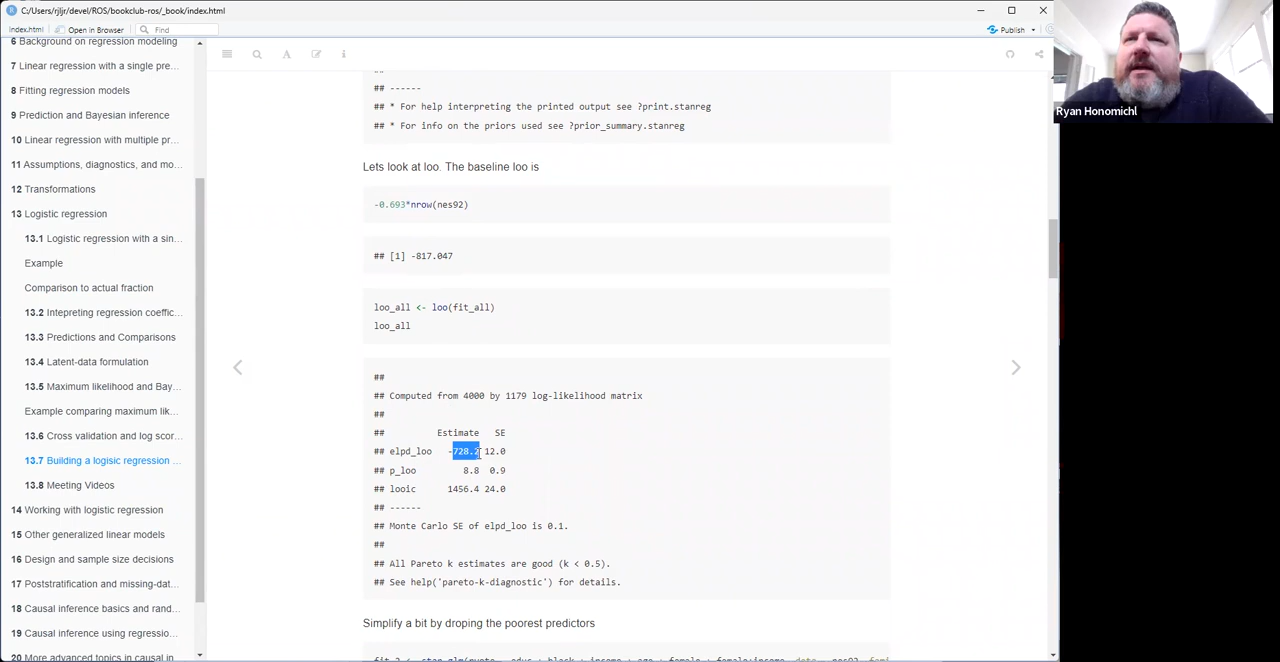 C:/Users/rjljr/devel/ROS/bookclub-ros/_book/index.html
index.html
Open in Browser
Find
Publish
6 Background on regression modeling
7 Linear regression with a single pre...
8 Fitting regression models
9 Prediction and Bayesian inference
10 Linear regression with multiple pr...
11 Assumptions, diagnostics, and mo...
12 Transformations
13 Logistic regression
13.1 Logistic regression with a sin...
Example
Comparison to actual fraction
13.2 Intepreting regression coeffic...
13.3 Predictions and Comparisons
13.4 Latent-data formulation
13.5 Maximum likelihood and Bay...
Example comparing maximum lik...
13.6 Cross validation and log scor...
13.7 Building a logisic regression ...
13.8 Meeting Videos
14 Working with logistic regression
15 Other generalized linear models
16 Design and sample size decisions
17 Poststratification and missing-dat...
18 Causal inference basics and rand...
19 Causal inference using regressio...
20 More advanced topics in causal in
## ------
## * For help interpreting the printed output see ?print.stanreg
## * For info on the priors used see ?prior_summary.stanreg
Lets look at loo. The baseline loo is
-0.693*nrow(nes92)
## [1] -817.047
loo_all <- loo(fit_all)
loo_all
##
## Computed from 4000 by 1179 log-likelihood matrix
##
## Estimate SE
## elpd_loo -728.2 12.0
## p_loo 8.8 0.9
## looic 1456.4 24.0
## ------
## Monte Carlo SE of elpd_loo is 0.1.
##
## All Pareto k estimates are good (k < 0.5).
## See help('pareto-k-diagnostic') for details.
Simplify a bit by droping the poorest predictors
Ryan Honomichl